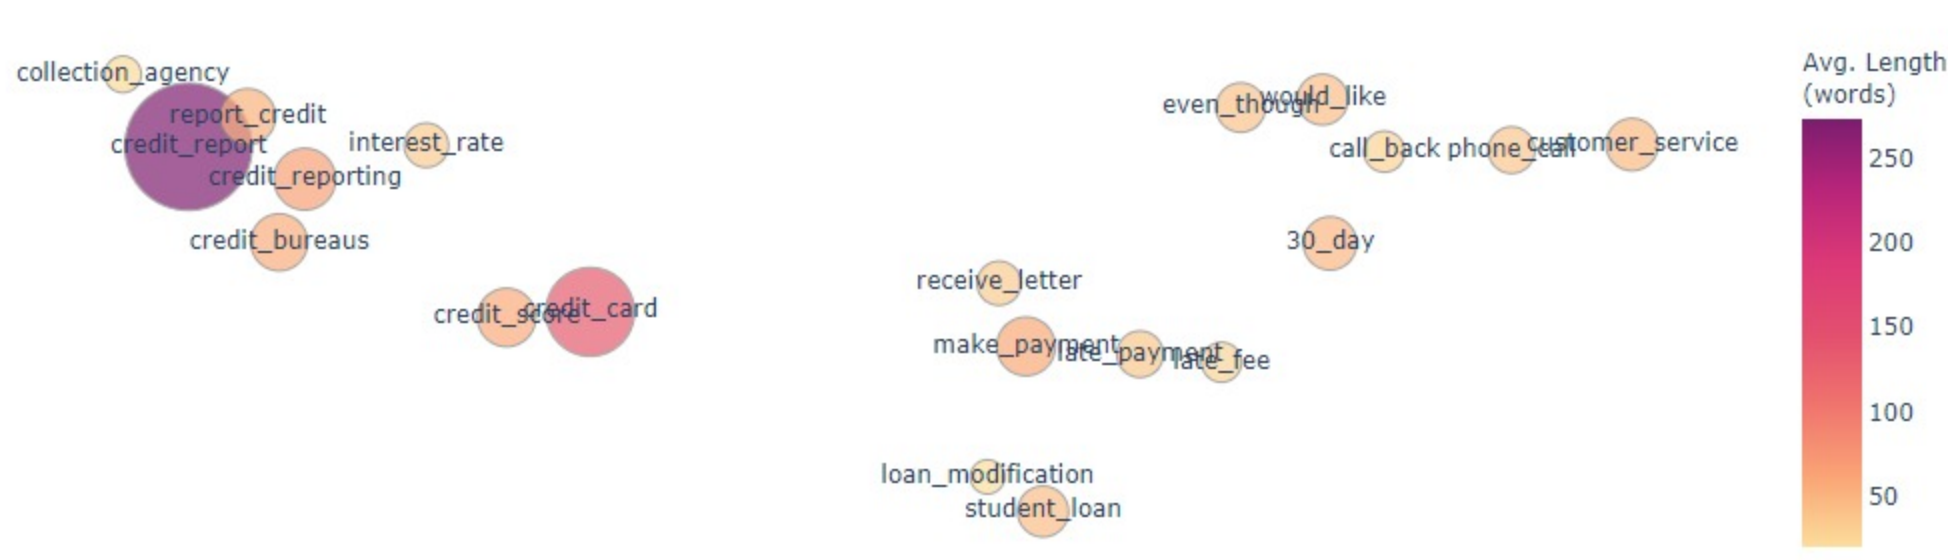 collection_agency
report_credit
credit_report
interest_rate
credit_reporting
credit_bureaus
credit_score
credit_card
even_though
would_like
call_back
phone_call
customer_service
30_day
receive_letter
make_payment
late_payment
late_fee
loan_modification
student_loan
Avg. Length
(words)
250
200
150
100
50